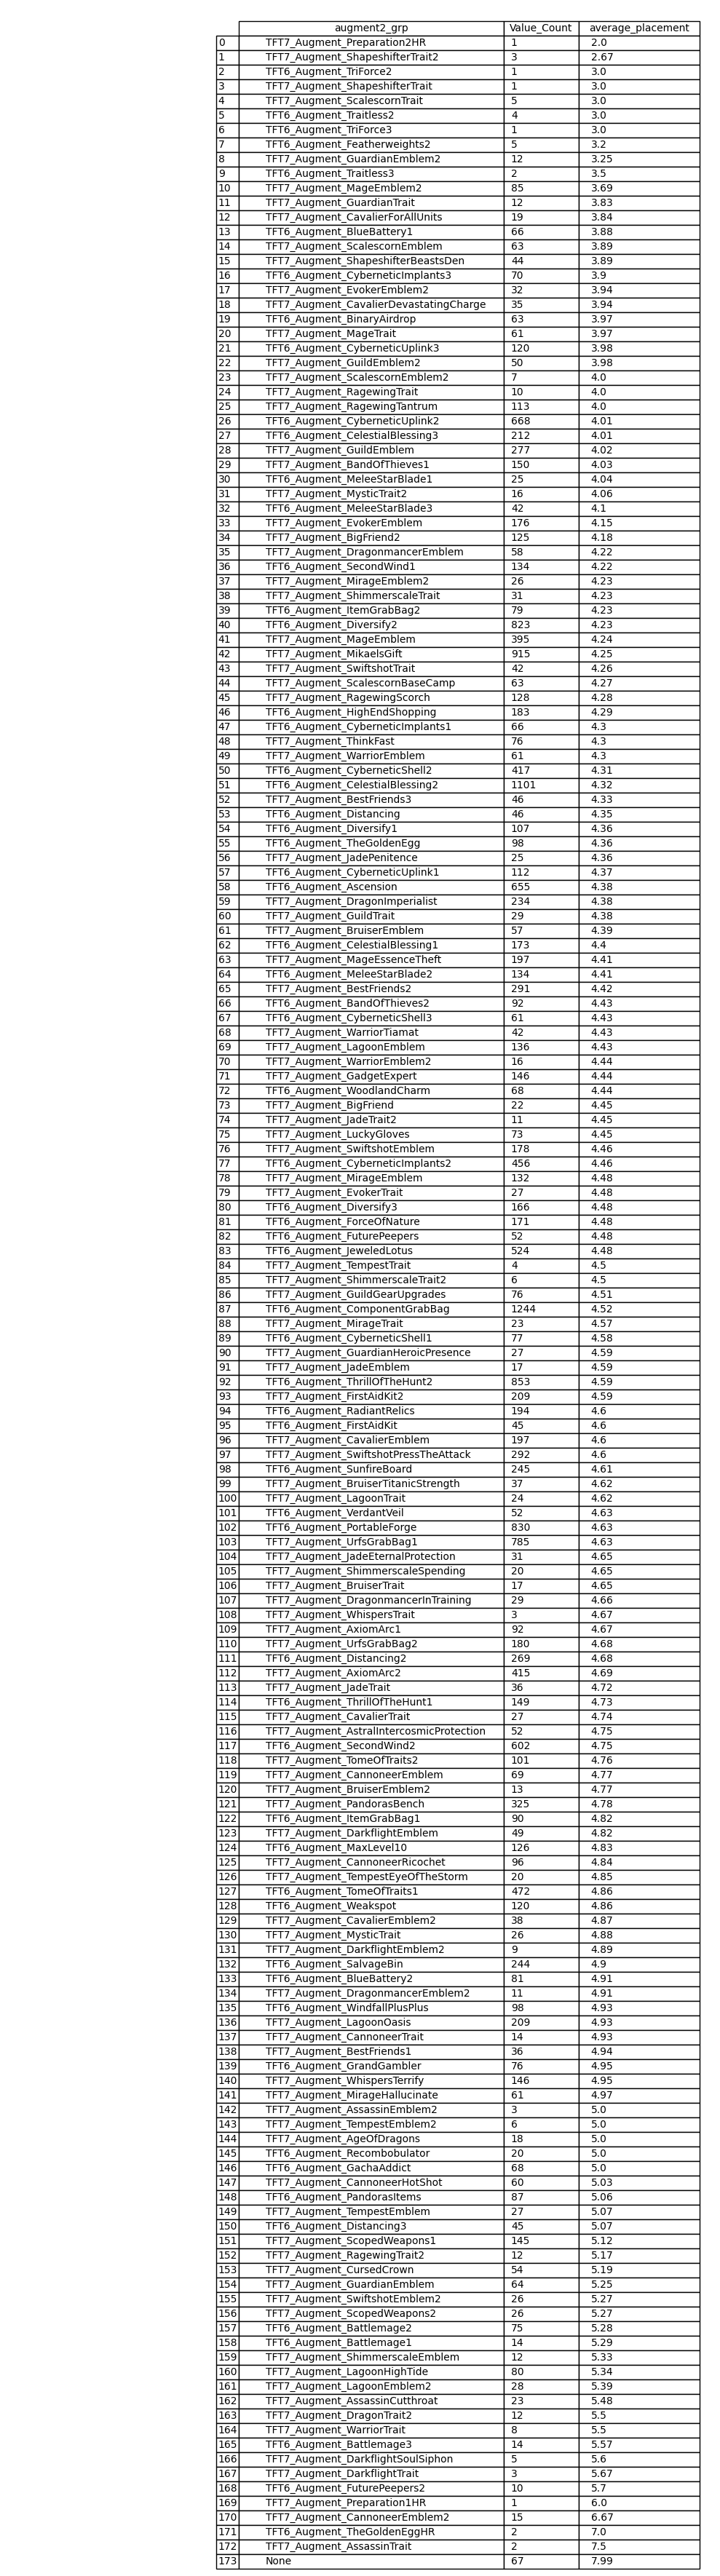 augment2_grp Value_Count average_placement
0 TFT7_Augment_Preparation2HR 1 2.0
1 TFT7_Augment_ShapeshifterTrait2 3 2.67
2 TFT6_Augment_TriForce2 1 3.0
3 TFT7_Augment_ShapeshifterTrait 1 3.0
4 TFT7_Augment_ScalescornTrait 5 3.0
5 TFT6_Augment_Traitless2 4 3.0
6 TFT6_Augment_TriForce3 1 3.0
7 TFT6_Augment_Featherweights2 5 3.2
8 TFT7_Augment_GuardianEmblem2 12 3.25
9 TFT6_Augment_Traitless3 2 3.5
10 TFT7_Augment_MageEmblem2 85 3.69
11 TFT7_Augment_GuardianTrait 12 3.83
12 TFT7_Augment_CavalierForAllUnits 19 3.84
13 TFT6_Augment_BlueBattery1 66 3.88
14 TFT7_Augment_ScalescornEmblem 63 3.89
15 TFT7_Augment_ShapeshifterBeastsDen 44 3.89
16 TFT6_Augment_CyberneticImplants3 70 3.9
17 TFT7_Augment_EvokerEmblem2 32 3.94
18 TFT7_Augment_CavalierDevastatingCharge 35 3.94
19 TFT6_Augment_BinaryAirdrop 63 3.97
20 TFT7_Augment_MageTrait 61 3.97
21 TFT6_Augment_CyberneticUplink3 120 3.98
22 TFT7_Augment_GuildEmblem2 50 3.98
23 TFT7_Augment_ScalescornEmblem2 7 4.0
24 TFT7_Augment_RagewingTrait 10 4.0
25 TFT7_Augment_RagewingTantrum 113 4.0
26 TFT6_Augment_CyberneticUplink2 668 4.01
27 TFT6_Augment_CelestialBlessing3 212 4.01
28 TFT7_Augment_GuildEmblem 277 4.02
29 TFT7_Augment_BandOfThieves1 150 4.03
30 TFT6_Augment_MeleeStarBlade1 25 4.04
31 TFT7_Augment_MysticTrait2 16 4.06
32 TFT6_Augment_MeleeStarBlade3 42 4.1
33 TFT7_Augment_EvokerEmblem 176 4.15
34 TFT7_Augment_BigFriend2 125 4.18
35 TFT7_Augment_DragonmancerEmblem 58 4.22
36 TFT6_Augment_SecondWind1 134 4.22
37 TFT7_Augment_MirageEmblem2 26 4.23
38 TFT7_Augment_ShimmerscaleTrait 31 4.23
39 TFT6_Augment_ItemGrabBag2 79 4.23
40 TFT6_Augment_Diversify2 823 4.23
41 TFT7_Augment_MageEmblem 395 4.24
42 TFT7_Augment_MikaelsGift 915 4.25
43 TFT7_Augment_SwiftshotTrait 42 4.26
44 TFT7_Augment_ScalescornBaseCamp 63 4.27
45 TFT7_Augment_RagewingScorch 128 4.28
46 TFT6_Augment_HighEndShopping 183 4.29
47 TFT6_Augment_CyberneticImplants1 66 4.3
48 TFT7_Augment_ThinkFast 76 4.3
49 TFT7_Augment_WarriorEmblem 61 4.3
50 TFT6_Augment_CyberneticShell2 417 4.31
51 TFT6_Augment_CelestialBlessing2 1101 4.32
52 TFT7_Augment_BestFriends3 46 4.33
53 TFT6_Augment_Distancing 46 4.35
54 TFT6_Augment_Diversify1 107 4.36
55 TFT6_Augment_TheGoldenEgg 98 4.36
56 TFT7_Augment_JadePenitence 25 4.36
57 TFT6_Augment_CyberneticUplink1 112 4.37
58 TFT6_Augment_Ascension 655 4.38
59 TFT7_Augment_DragonImperialist 234 4.38
60 TFT7_Augment_GuildTrait 29 4.38
61 TFT7_Augment_BruiserEmblem 57 4.39
62 TFT6_Augment_CelestialBlessing1 173 4.4
63 TFT7_Augment_MageEssenceTheft 197 4.41
64 TFT6_Augment_MeleeStarBlade2 134 4.41
65 TFT7_Augment_BestFriends2 291 4.42
66 TFT6_Augment_BandOfThieves2 92 4.43
67 TFT6_Augment_CyberneticShell3 61 4.43
68 TFT7_Augment_WarriorTiamat 42 4.43
69 TFT7_Augment_LagoonEmblem 136 4.43
70 TFT7_Augment_WarriorEmblem2 16 4.44
71 TFT7_Augment_GadgetExpert 146 4.44
72 TFT6_Augment_WoodlandCharm 68 4.44
73 TFT7_Augment_BigFriend 22 4.45
74 TFT7_Augment_JadeTrait2 11 4.45
75 TFT7_Augment_LuckyGloves 73 4.45
76 TFT7_Augment_SwiftshotEmblem 178 4.46
77 TFT6_Augment_CyberneticImplants2 456 4.46
78 TFT7_Augment_MirageEmblem 132 4.48
79 TFT7_Augment_EvokerTrait 27 4.48
80 TFT6_Augment_Diversify3 166 4.48
81 TFT6_Augment_ForceOfNature 171 4.48
82 TFT7_Augment_FuturePeepers 52 4.48
83 TFT6_Augment_JeweledLotus 524 4.48
84 TFT7_Augment_TempestTrait 4 4.5
85 TFT7_Augment_ShimmerscaleTrait2 6 4.5
86 TFT7_Augment_GuildGearUpgrades 76 4.51
87 TFT6_Augment_ComponentGrabBag 1244 4.52
88 TFT7_Augment_MirageTrait 23 4.57
89 TFT6_Augment_CyberneticShell1 77 4.58
90 TFT7_Augment_GuardianHeroicPresence 27 4.59
91 TFT7_Augment_JadeEmblem 17 4.59
92 TFT6_Augment_ThrillOfTheHunt2 853 4.59
93 TFT7_Augment_FirstAidKit2 209 4.59
94 TFT6_Augment_RadiantRelics 194 4.6
95 TFT6_Augment_FirstAidKit 45 4.6
96 TFT7_Augment_CavalierEmblem 197 4.6
97 TFT7_Augment_SwiftshotPressTheAttack 292 4.6
98 TFT6_Augment_SunfireBoard 245 4.61
99 TFT7_Augment_BruiserTitanicStrength 37 4.62
100 TFT7_Augment_LagoonTrait 24 4.62
101 TFT6_Augment_VerdantVeil 52 4.63
102 TFT6_Augment_PortableForge 830 4.63
103 TFT7_Augment_UrfsGrabBag1 785 4.63
104 TFT7_Augment_JadeEternalProtection 31 4.65
105 TFT7_Augment_ShimmerscaleSpending 20 4.65
106 TFT7_Augment_BruiserTrait 17 4.65
107 TFT7_Augment_DragonmancerInTraining 29 4.66
108 TFT7_Augment_WhispersTrait 3 4.67
109 TFT7_Augment_AxiomArc1 92 4.67
110 TFT7_Augment_UrfsGrabBag2 180 4.68
111 TFT6_Augment_Distancing2 269 4.68
112 TFT7_Augment_AxiomArc2 415 4.69
113 TFT7_Augment_JadeTrait 36 4.72
114 TFT6_Augment_ThrillOfTheHunt1 149 4.73
115 TFT7_Augment_CavalierTrait 27 4.74
116 TFT7_Augment_AstralIntercosmicProtection 52 4.75
117 TFT6_Augment_SecondWind2 602 4.75
118 TFT7_Augment_TomeOfTraits2 101 4.76
119 TFT7_Augment_CannoneerEmblem 69 4.77
120 TFT7_Augment_BruiserEmblem2 13 4.77
121 TFT7_Augment_PandorasBench 325 4.78
122 TFT6_Augment_ItemGrabBag1 90 4.82
123 TFT7_Augment_DarkflightEmblem 49 4.82
124 TFT6_Augment_MaxLevel10 126 4.83
125 TFT7_Augment_CannoneerRicochet 96 4.84
126 TFT7_Augment_TempestEyeOfTheStorm 20 4.85
127 TFT6_Augment_TomeOfTraits1 472 4.86
128 TFT6_Augment_Weakspot 120 4.86
129 TFT7_Augment_CavalierEmblem2 38 4.87
130 TFT7_Augment_MysticTrait 26 4.88
131 TFT7_Augment_DarkflightEmblem2 9 4.89
132 TFT6_Augment_SalvageBin 244 4.9
133 TFT6_Augment_BlueBattery2 81 4.91
134 TFT7_Augment_DragonmancerEmblem2 11 4.91
135 TFT6_Augment_WindfallPlusPlus 98 4.93
136 TFT7_Augment_LagoonOasis 209 4.93
137 TFT7_Augment_CannoneerTrait 14 4.93
138 TFT7_Augment_BestFriends1 36 4.94
139 TFT6_Augment_GrandGambler 76 4.95
140 TFT7_Augment_WhispersTerrify 146 4.95
141 TFT7_Augment_MirageHallucinate 61 4.97
142 TFT7_Augment_AssassinEmblem2 3 5.0
143 TFT7_Augment_TempestEmblem2 6 5.0
144 TFT7_Augment_AgeOfDragons 18 5.0
145 TFT6_Augment_Recombobulator 20 5.0
146 TFT7_Augment_GachaAddict 68 5.0
147 TFT7_Augment_CannoneerHotShot 60 5.03
148 TFT6_Augment_PandorasItems 87 5.06
149 TFT7_Augment_TempestEmblem 27 5.07
150 TFT6_Augment_Distancing3 45 5.07
151 TFT7_Augment_ScopedWeapons1 145 5.12
152 TFT7_Augment_RagewingTrait2 12 5.17
153 TFT7_Augment_CursedCrown 54 5.19
154 TFT7_Augment_GuardianEmblem 64 5.25
155 TFT7_Augment_SwiftshotEmblem2 26 5.27
156 TFT7_Augment_ScopedWeapons2 26 5.27
157 TFT6_Augment_Battlemage2 75 5.28
158 TFT6_Augment_Battlemage1 14 5.29
159 TFT7_Augment_ShimmerscaleEmblem 12 5.33
160 TFT7_Augment_LagoonHighTide 80 5.34
161 TFT7_Augment_LagoonEmblem2 28 5.39
162 TFT7_Augment_AssassinCutthroat 23 5.48
163 TFT7_Augment_DragonTrait2 12 5.5
164 TFT7_Augment_WarriorTrait 8 5.5
165 TFT6_Augment_Battlemage3 14 5.57
166 TFT7_Augment_DarkflightSoulSiphon 5 5.6
167 TFT7_Augment_DarkflightTrait 3 5.67
168 TFT6_Augment_FuturePeepers2 10 5.7
169 TFT7_Augment_Preparation1HR 1 6.0
170 TFT7_Augment_CannoneerEmblem2 15 6.67
171 TFT6_Augment_TheGoldenEggHR 2 7.0
172 TFT7_Augment_AssassinTrait 2 7.5
173 None 67 7.99